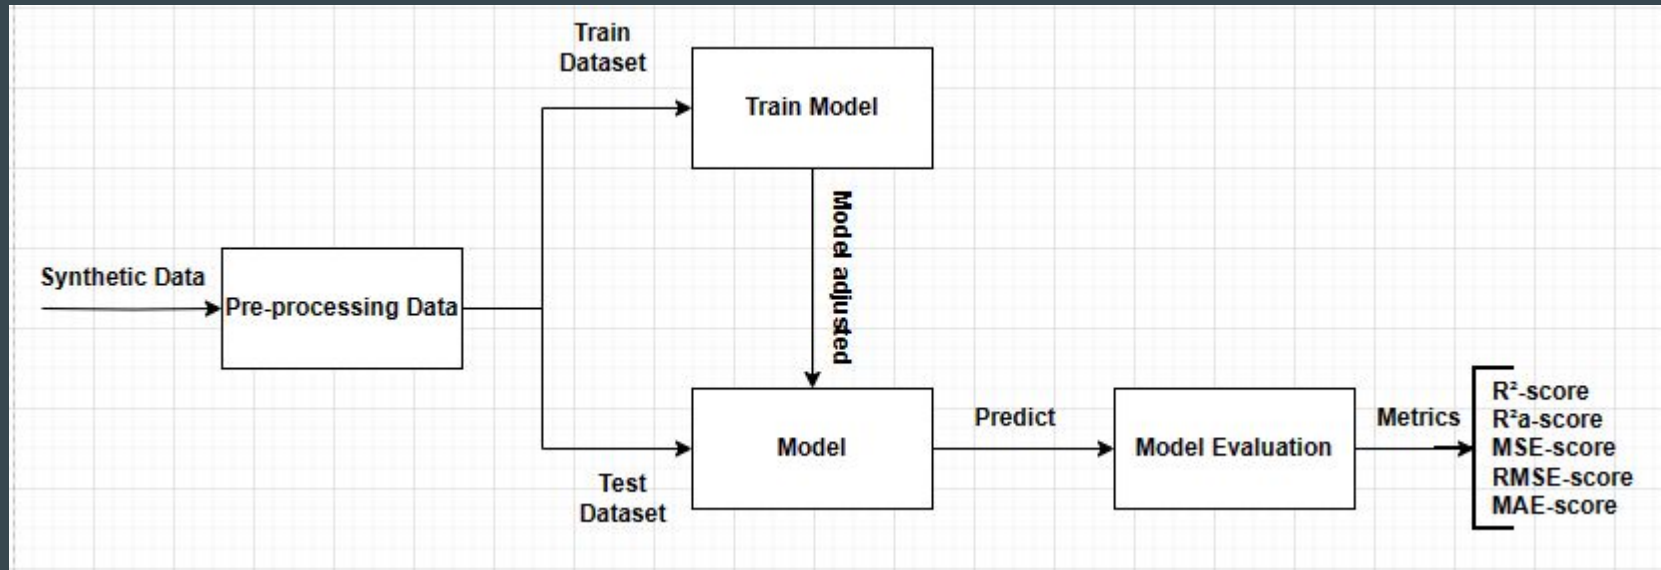 Train
Dataset
Train Model
Model adjusted
Synthetic Data
Pre-processing Data
Test
Dataset
Model
Predict
Model Evaluation
Metrics
R²-score
R²a-score
MSE-score
RMSE-score
MAE-score